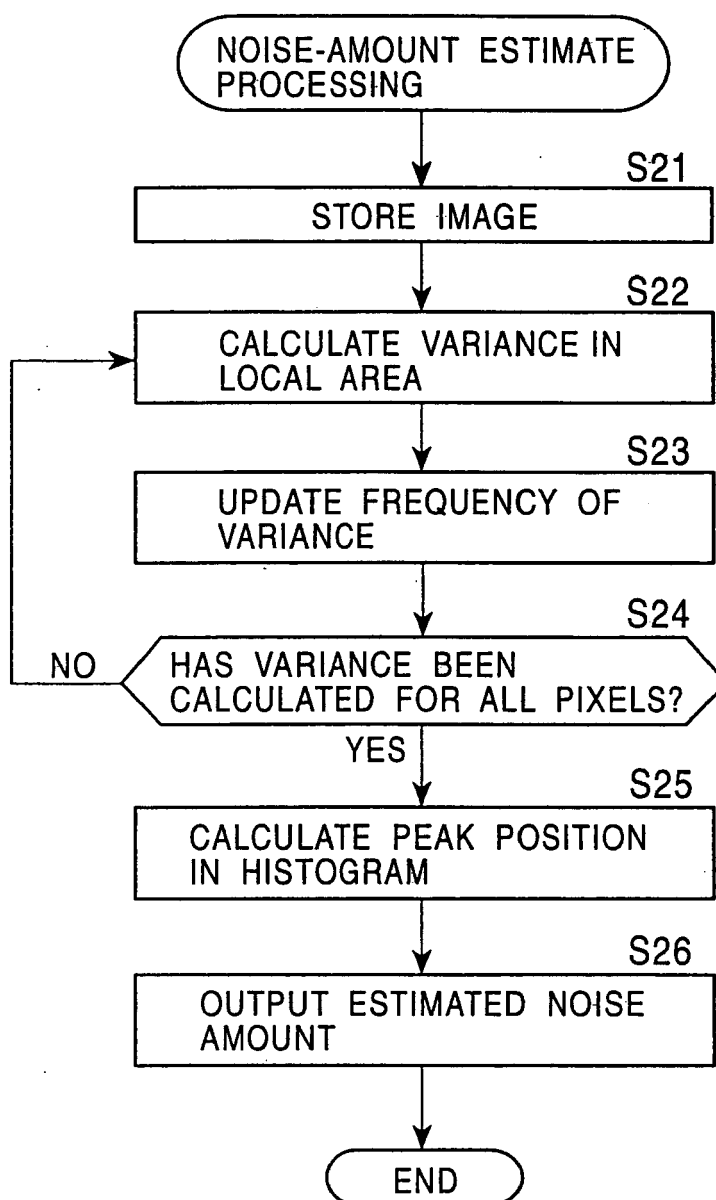 NOISE-AMOUNT ESTIMATE
PROCESSING
S21
STORE IMAGE
S22
CALCULATE VARIANCE IN
LOCAL AREA
S23
UPDATE FREQUENCY OF
VARIANCE
S24
NO
HAS VARIANCE BEEN
CALCULATED FOR ALL PIXELS?
YES
S25
CALCULATE PEAK POSITION
IN HISTOGRAM
S26
OUTPUT ESTIMATED NOISE
AMOUNT
END